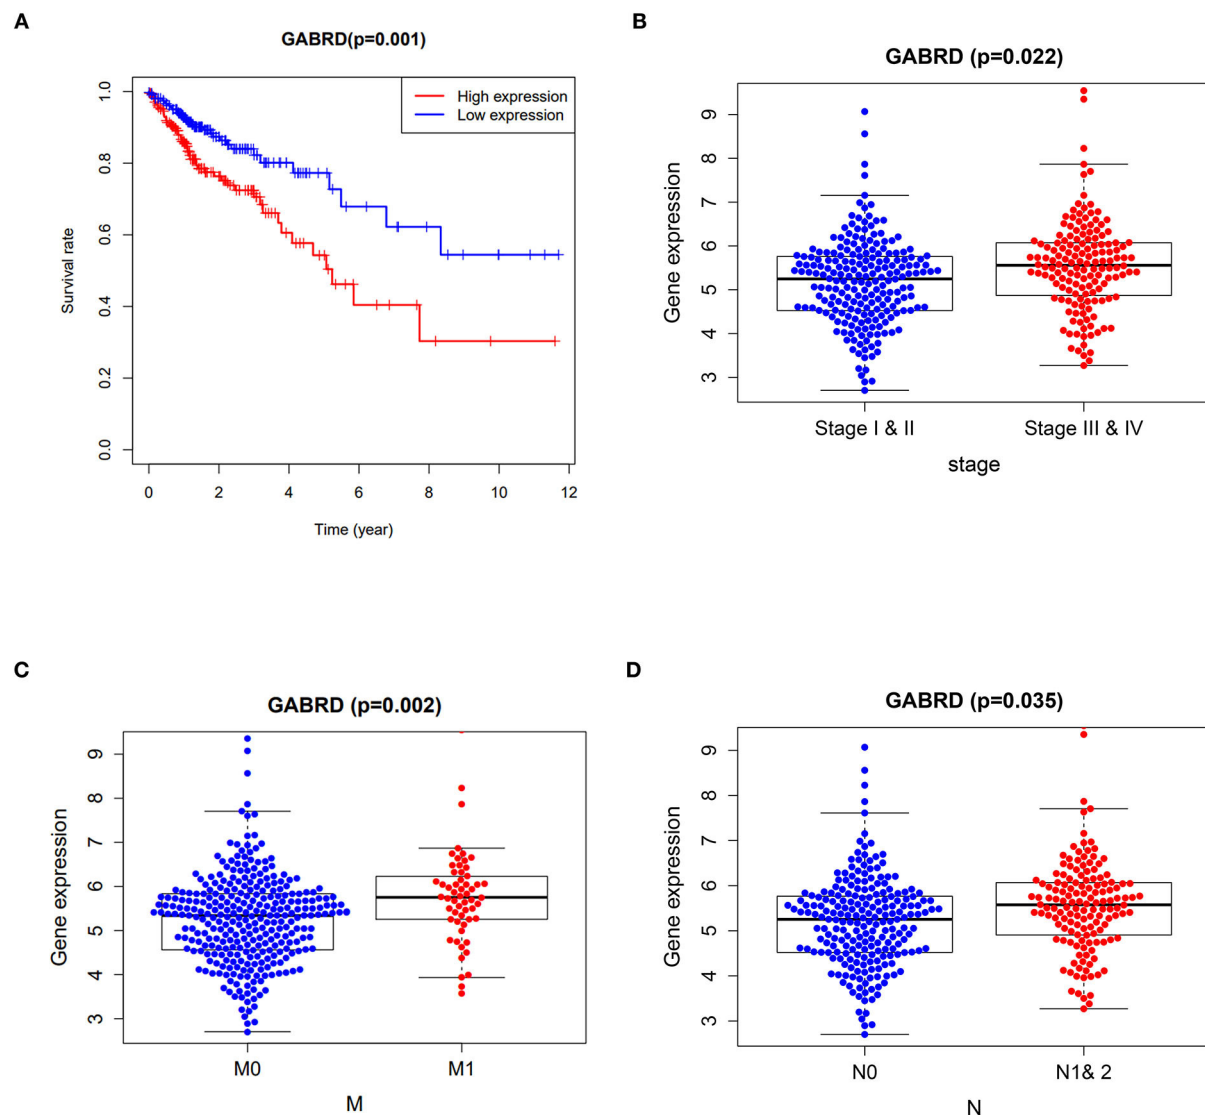 A
GABRD(p=0.001)
High expression
Low expression
Survival rate
0.0
0.2
0.4
0.6
0.8
1.0
0 2 4 6 8 10 12
Time (year)
B
GABRD (p=0.022)
Gene expression
3
4
5
6
7
8
9
Stage I & II Stage III & IV
stage
C
GABRD (p=0.002)
Gene expression
3
4
5
6
7
8
9
M0 M1
M
D
GABRD (p=0.035)
Gene expression
3
4
5
6
7
8
9
N0 N1& 2
N